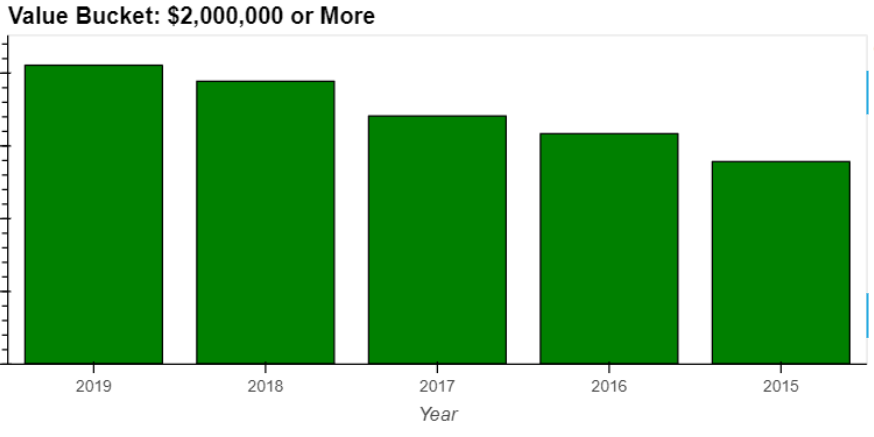 Value Bucket: $2,000,000 or More
2019 2018 2017 2016 2015
Year